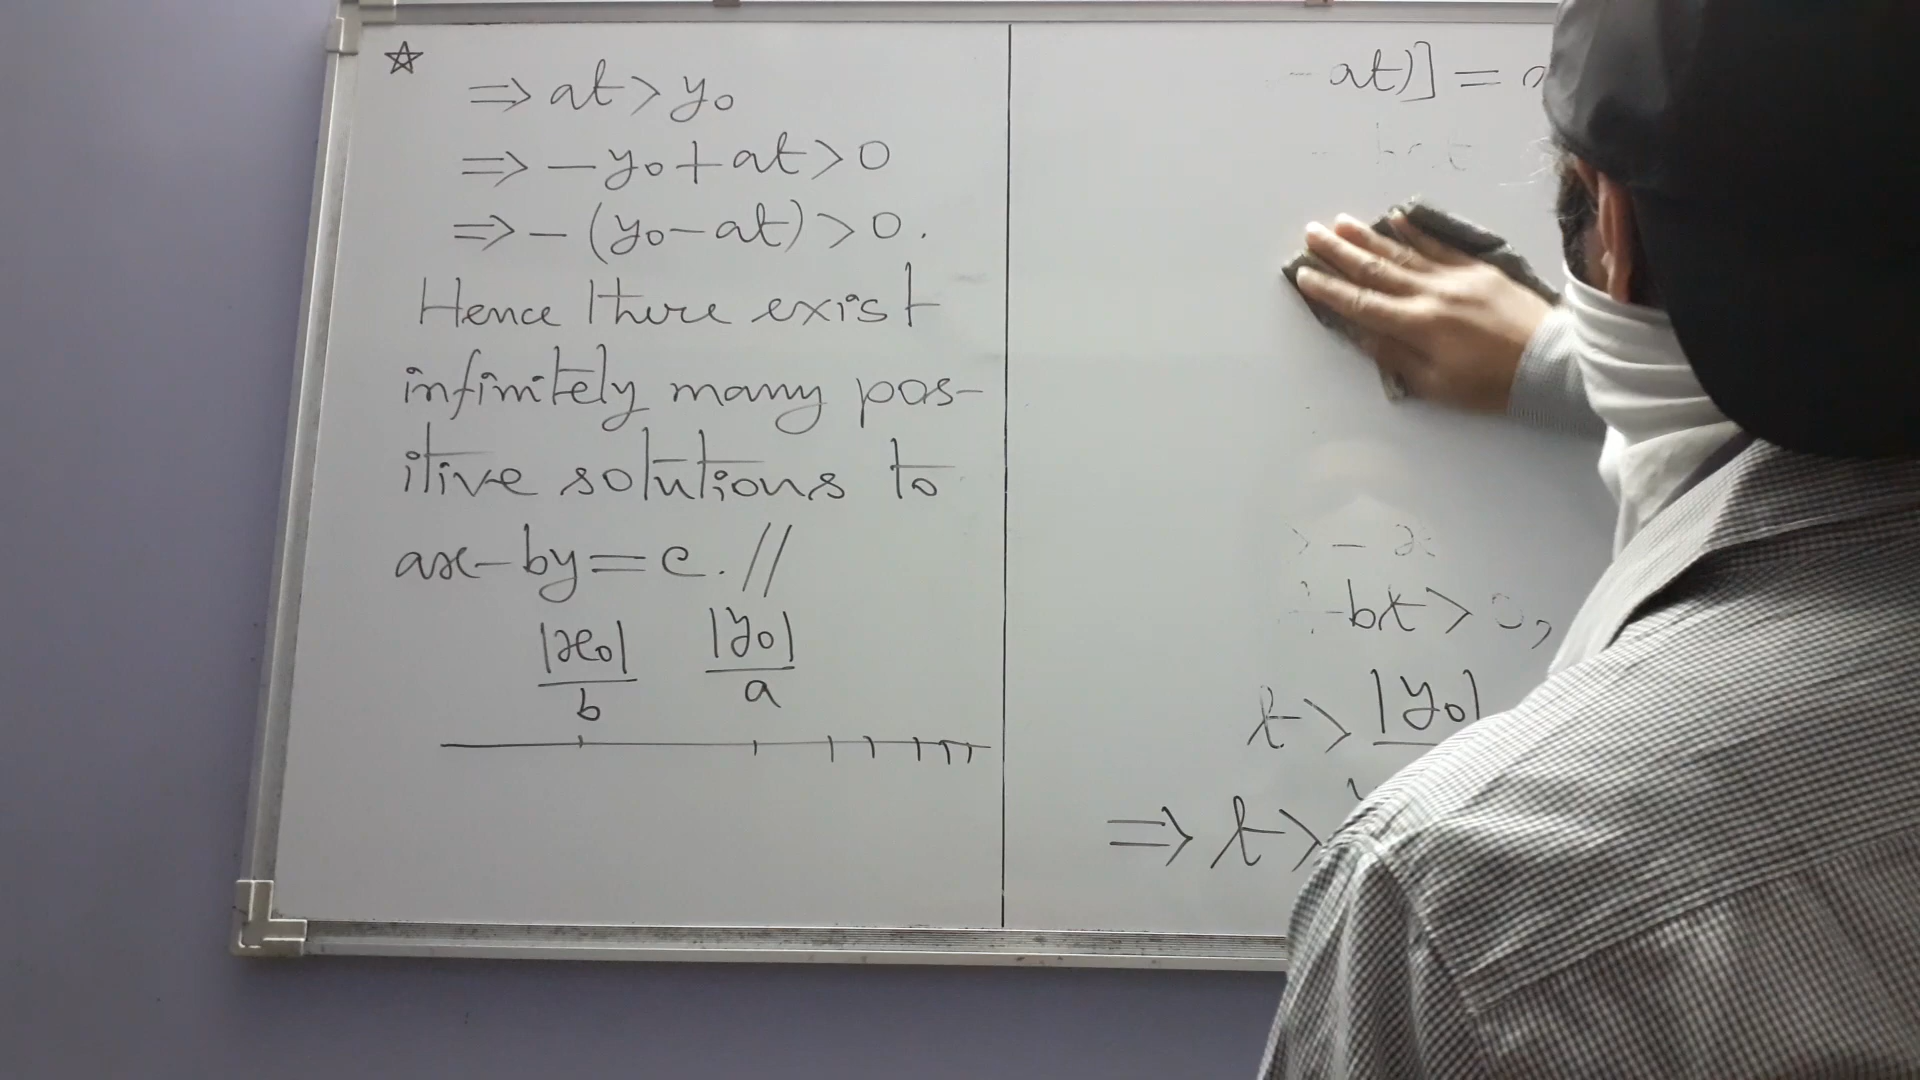 ☆
⇒ at > y₀
⇒ -y₀ + at > 0
⇒ -(y₀ - at) > 0.
Hence there exist
infinitely many pos-
itive solutions to
ax - by = c. //
|x₀|/b |y₀|/a
- at)] =
- bt > 0,
t > |y₀|
⇒ t >